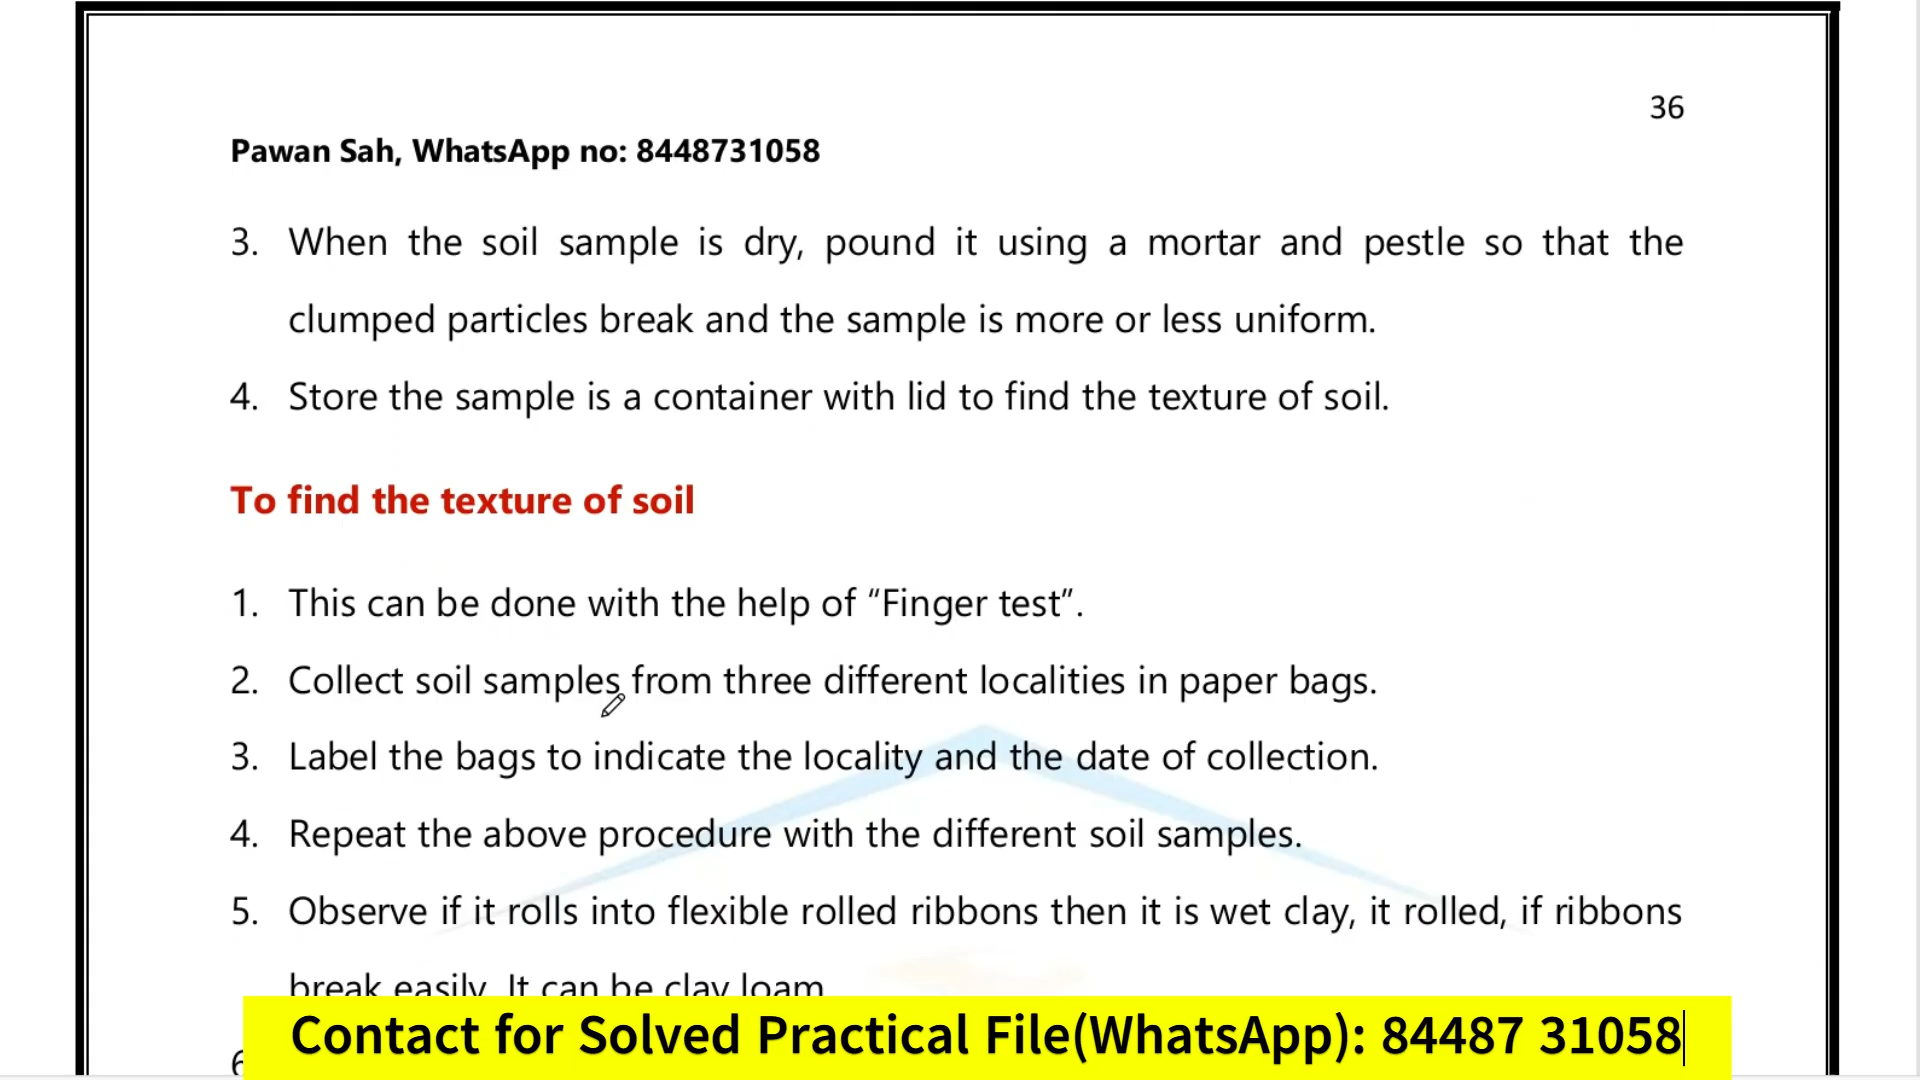 36
Pawan Sah, WhatsApp no: 8448731058
3. When the soil sample is dry, pound it using a mortar and pestle so that the
clumped particles break and the sample is more or less uniform.
4. Store the sample is a container with lid to find the texture of soil.
To find the texture of soil
1. This can be done with the help of “Finger test”.
2. Collect soil samples from three different localities in paper bags.
3. Label the bags to indicate the locality and the date of collection.
4. Repeat the above procedure with the different soil samples.
5. Observe if it rolls into flexible rolled ribbons then it is wet clay, it rolled, if ribbons
break easily. It can be clay loam
6
Contact for Solved Practical File(WhatsApp): 84487 31058